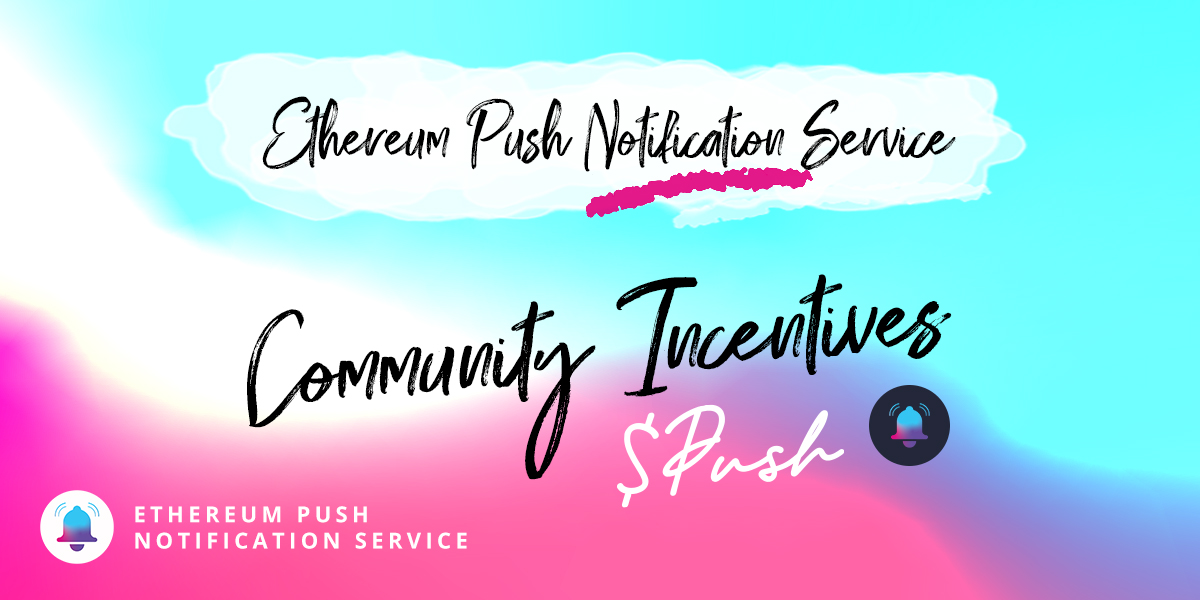 Ethereum Push Notification Service
Community Incentives
$Push
ETHEREUM PUSH
NOTIFICATION SERVICE